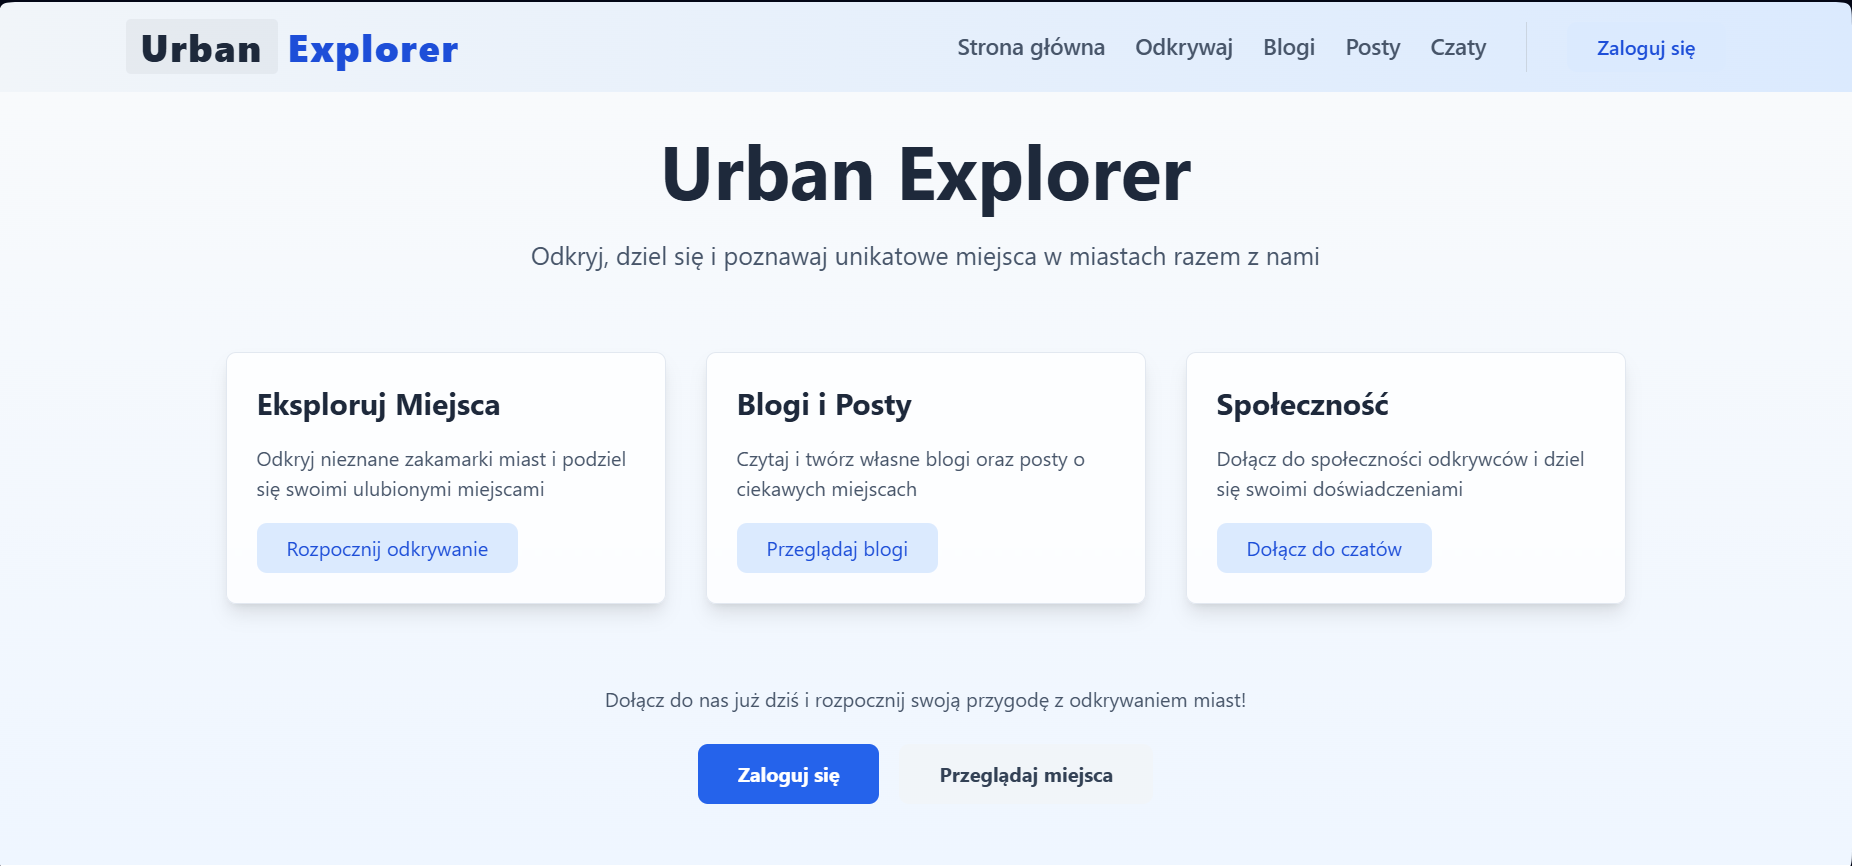 Urban Explorer
Strona główna
Odkrywaj
Blogi
Posty
Czaty
Zaloguj się
Urban Explorer
Odkryj, dziel się i poznawaj unikatowe miejsca w miastach razem z nami
Eksploruj Miejsca
Odkryj nieznane zakamarki miast i podziel
się swoimi ulubionymi miejscami
Rozpocznij odkrywanie
Blogi i Posty
Czytaj i twórz własne blogi oraz posty o
ciekawych miejscach
Przeglądaj blogi
Społeczność
Dołącz do społeczności odkrywców i dziel
się swoimi doświadczeniami
Dołącz do czatów
Dołącz do nas już dziś i rozpocznij swoją przygodę z odkrywaniem miast!
Zaloguj się
Przeglądaj miejsca